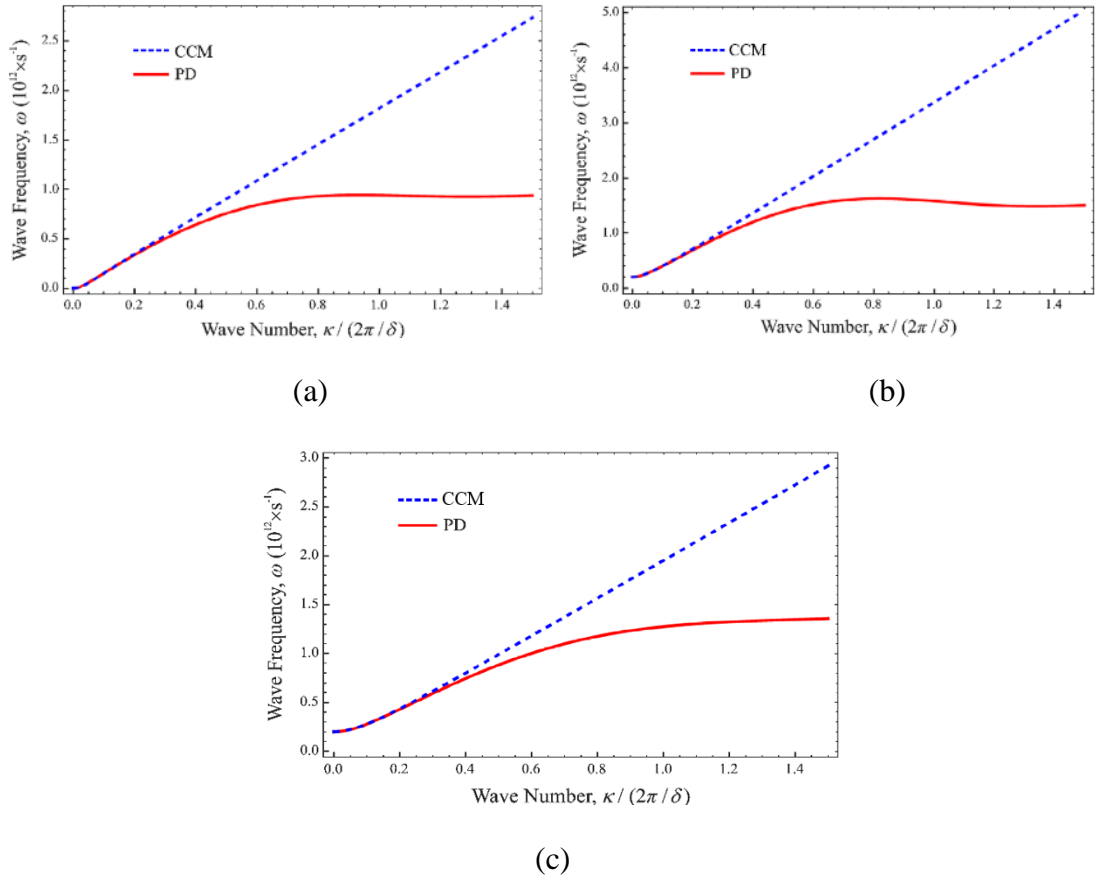 2.5
2.0
1.5
1.0
0.5
0.0
Wave Frequency, ω (10¹²×s⁻¹)
CCM
PD
0.0 0.2 0.4 0.6 0.8 1.0 1.2 1.4
Wave Number, κ / (2π / δ)
(a)
5.0
4.0
3.0
2.0
1.0
0.0
Wave Frequency, ω (10¹²×s⁻¹)
CCM
PD
0.0 0.2 0.4 0.6 0.8 1.0 1.2 1.4
Wave Number, κ / (2π / δ)
(b)
3.0
2.5
2.0
1.5
1.0
0.5
0.0
Wave Frequency, ω (10¹²×s⁻¹)
CCM
PD
0.0 0.2 0.4 0.6 0.8 1.0 1.2 1.4
Wave Number, κ / (2π / δ)
(c)